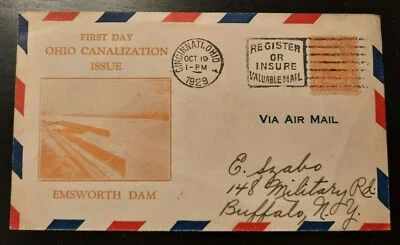 FIRST DAY
OHIO CANALIZATION
ISSUE
EMSWORTH DAM
CINCINNATI, OHIO
OCT 19
1-PM
1929
REGISTER
OR
INSURE
VALUABLE MAIL
VIA AIR MAIL
E. Szabo
148 Military Rd.
Buffalo, N.Y.